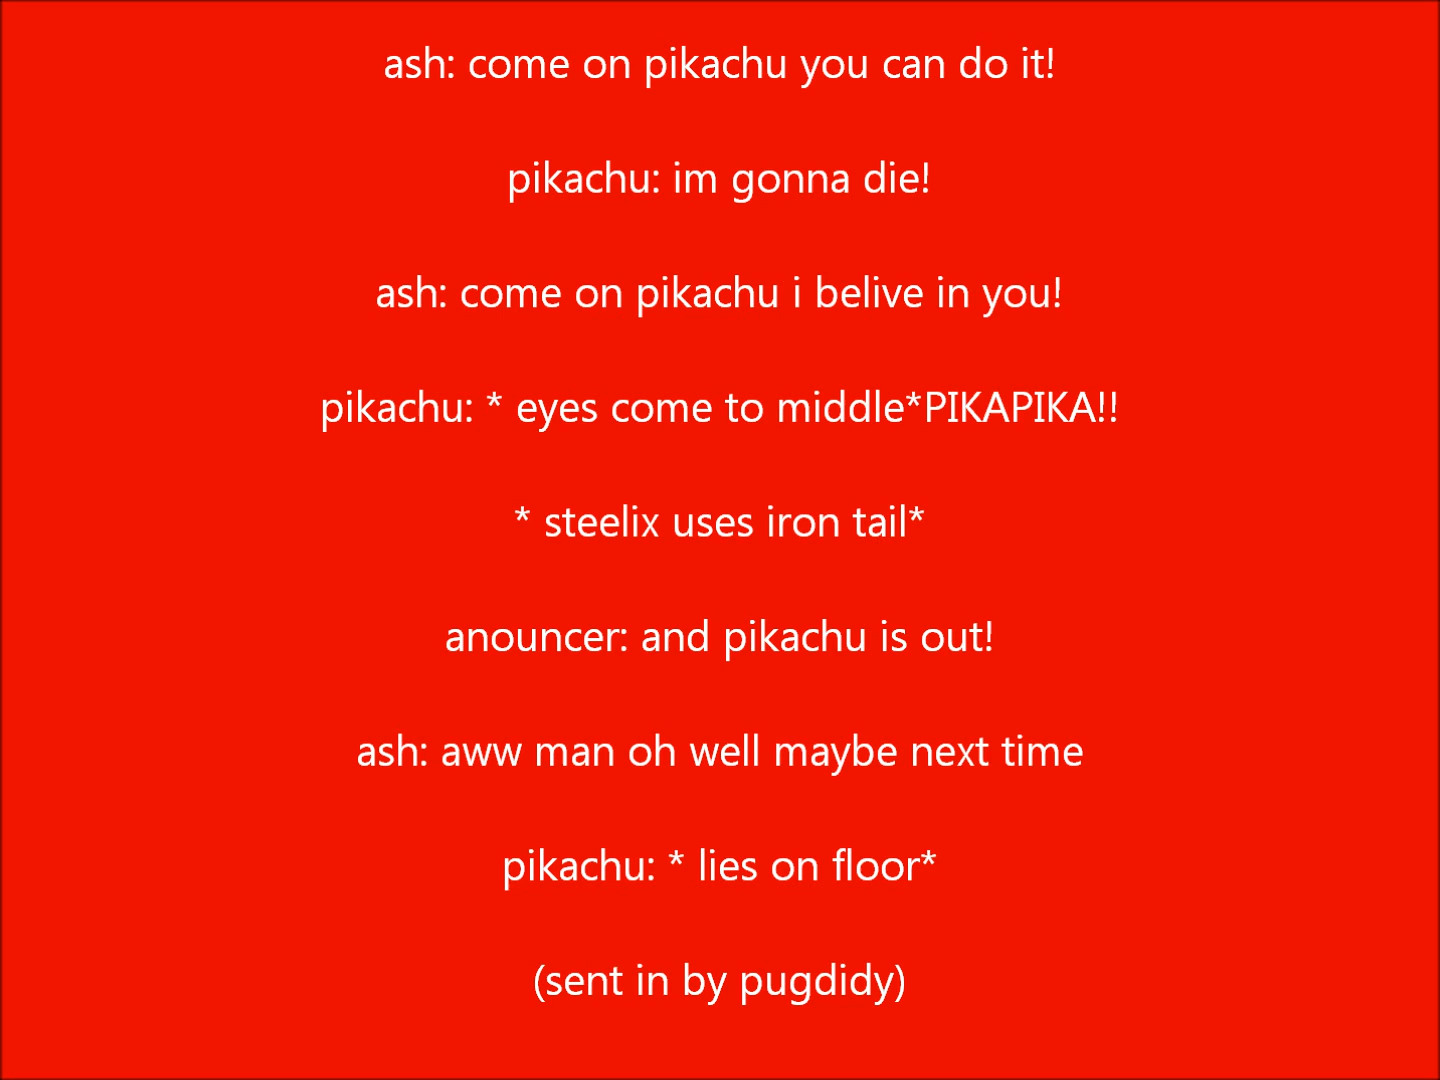 ash: come on pikachu you can do it!
pikachu: im gonna die!
ash: come on pikachu i belive in you!
pikachu: * eyes come to middle*PIKAPIKA!!
* steelix uses iron tail*
anouncer: and pikachu is out!
ash: aww man oh well maybe next time
pikachu: * lies on floor*
(sent in by pugdidy)